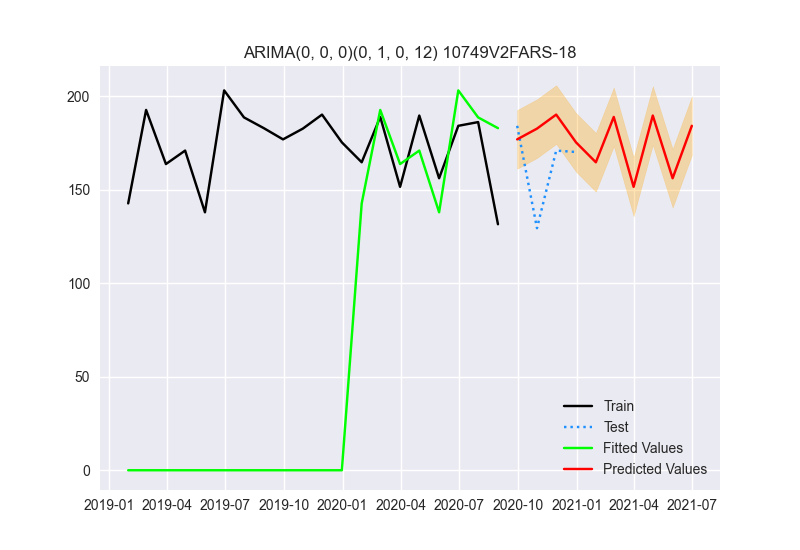 ARIMA(0, 0, 0)(0, 1, 0, 12) 10749V2FARS-18
200
150
100
50
0
Train
Test
Fitted Values
Predicted Values
2019-01 2019-04 2019-07 2019-10 2020-01 2020-04 2020-07 2020-10 2021-01 2021-04 2021-07